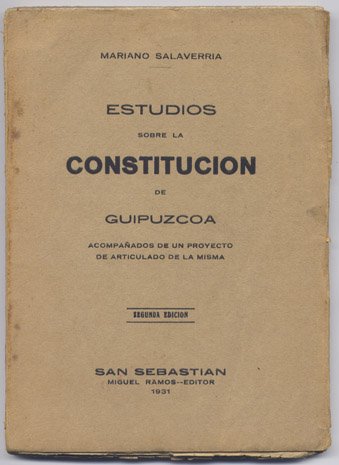 MARIANO SALAVERRIA
ESTUDIOS
SOBRE LA
CONSTITUCION
DE
GUIPUZCOA
ACOMPAÑADOS DE UN PROYECTO
DE ARTICULADO DE LA MISMA
SEGUNDA EDICION
SAN SEBASTIAN
MIGUEL RAMOS--EDITOR
1931